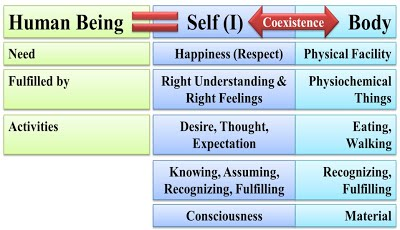 Human Being = Self (I) Coexistence Body
Need Happiness (Respect) Physical Facility
Fulfilled by Right Understanding & Physiochemical
Right Feelings Things
Activities Desire, Thought, Eating,
Expectation Walking
Knowing, Assuming, Recognizing,
Recognizing, Fulfilling Fulfilling
Consciousness Material